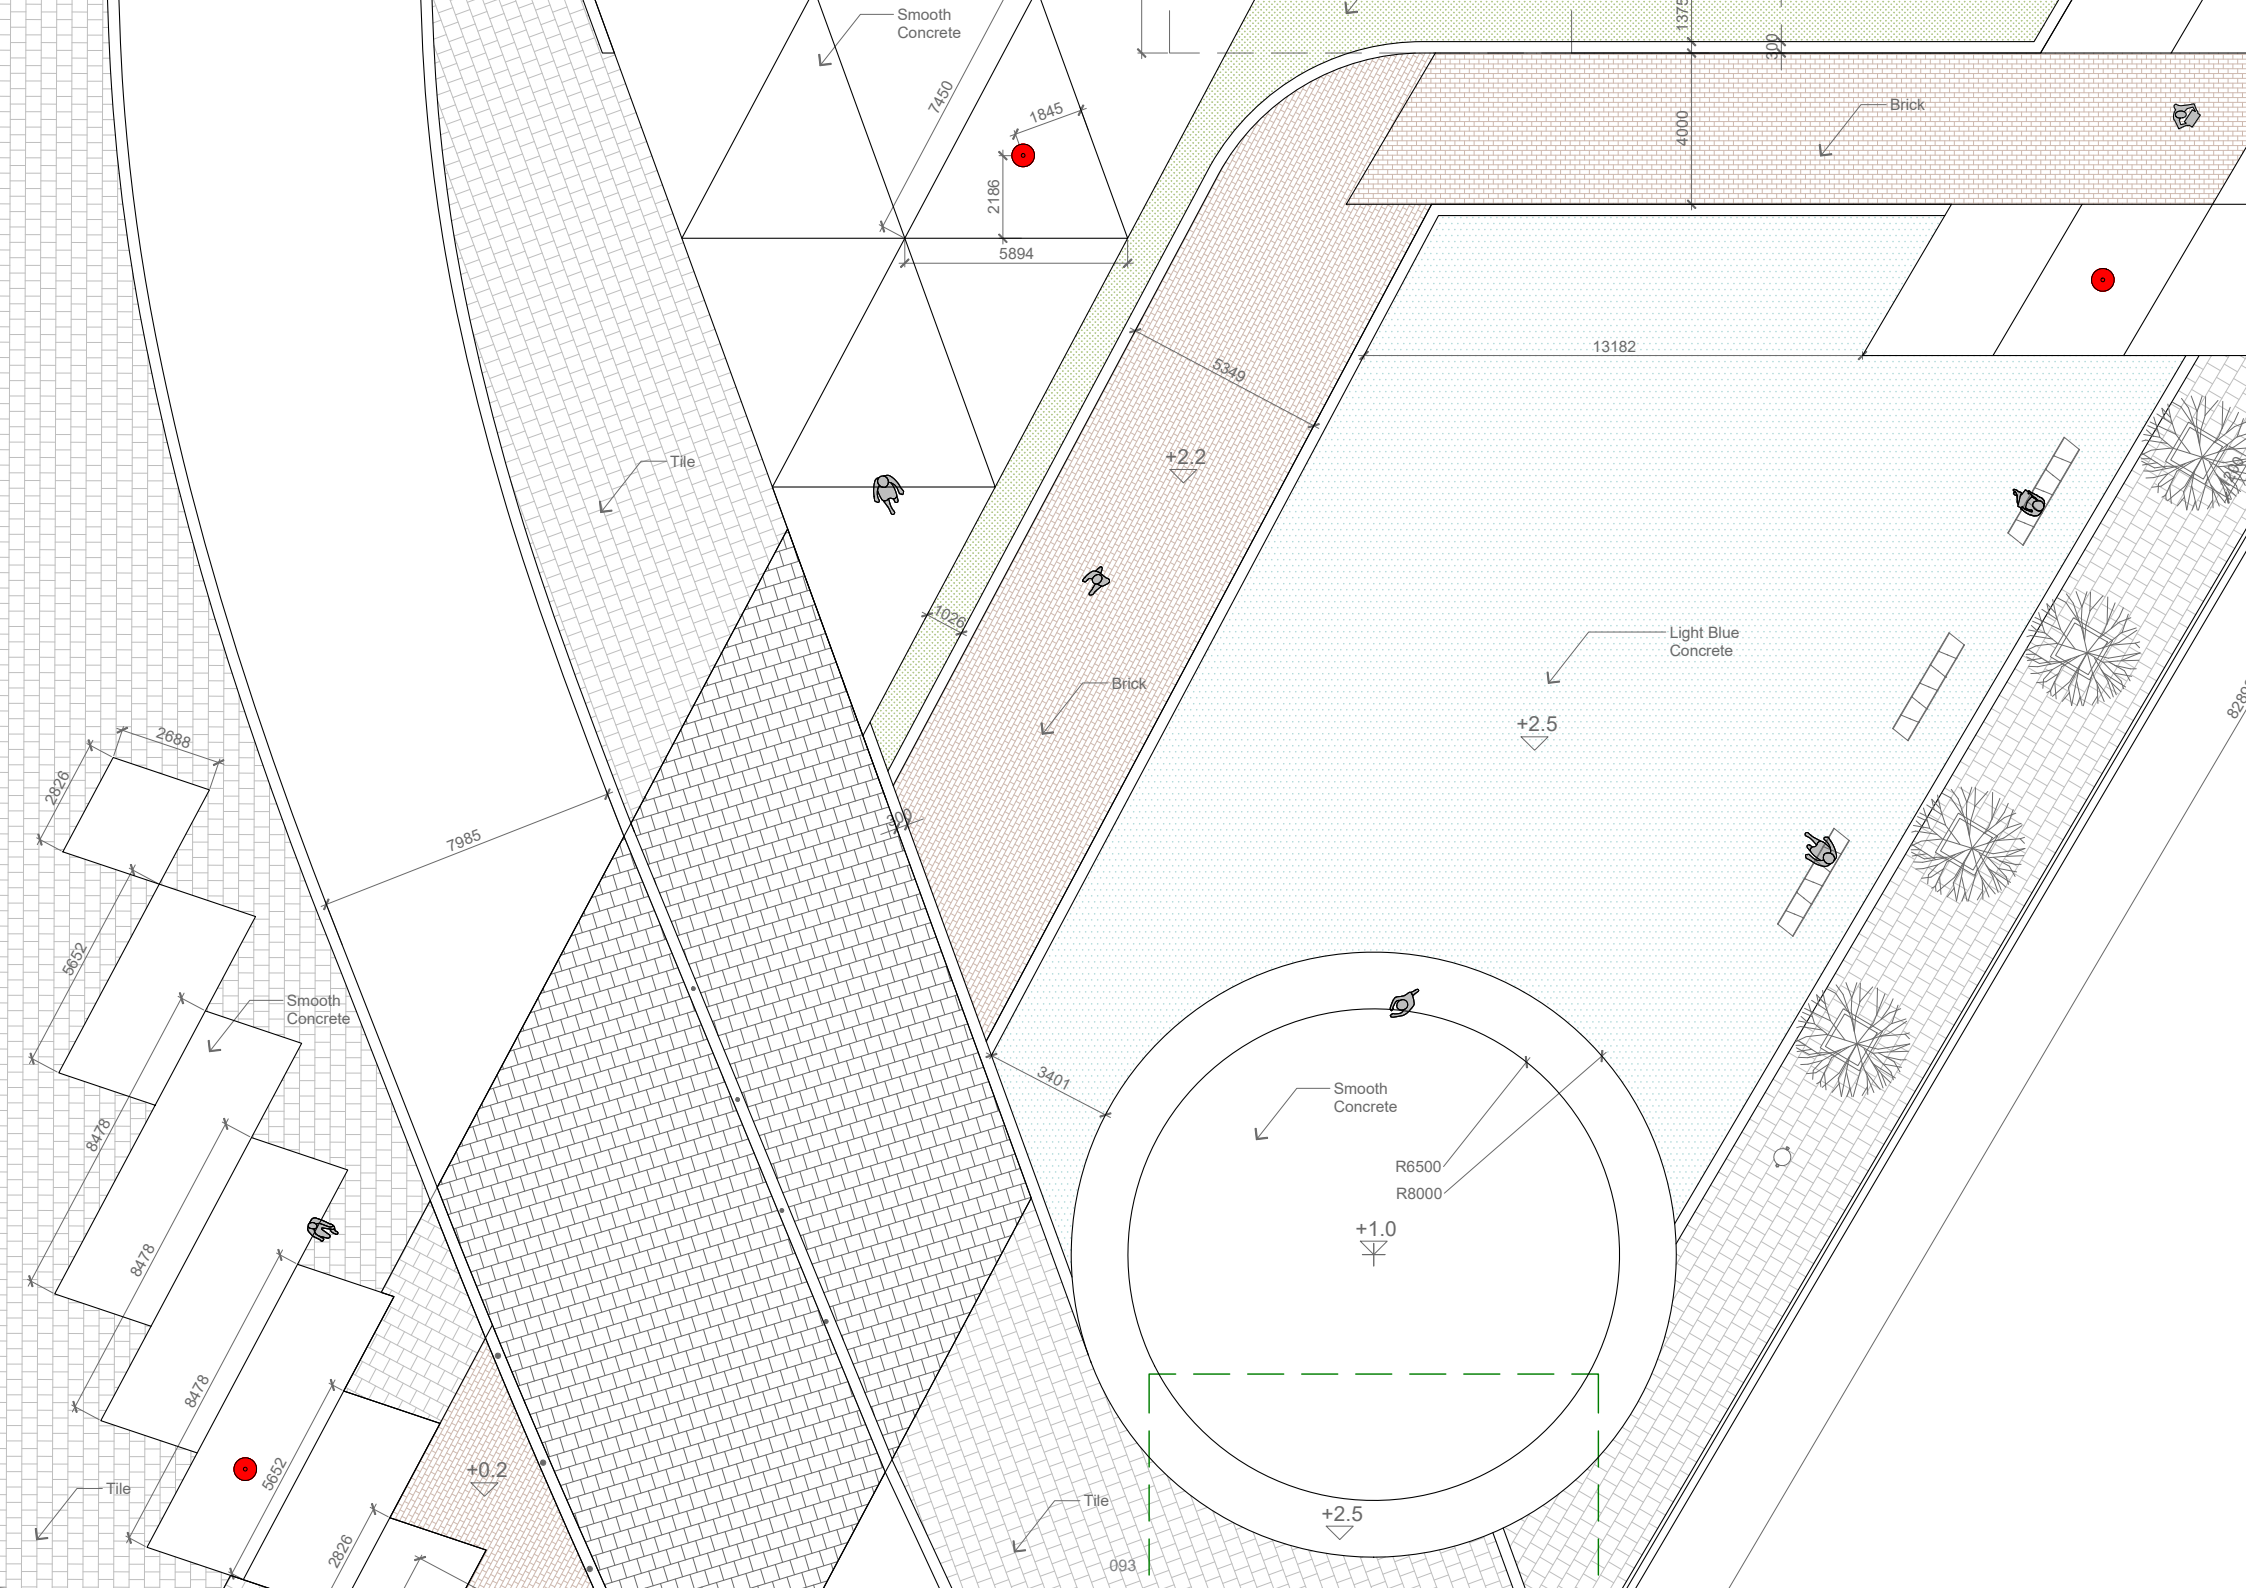 Smooth
Concrete
1375
300
7450
1845
4000
Brick
2186
5894
13182
5349
Tile
+2.2
1026
Light Blue
Concrete
Brick
+2.5
2688
2826
300
7985
5652
Smooth
Concrete
3401
8478
Smooth
Concrete
R6500
R8000
8478
+1.0
8478
5652
+0.2
Tile
Tile
+2.5
2826
093